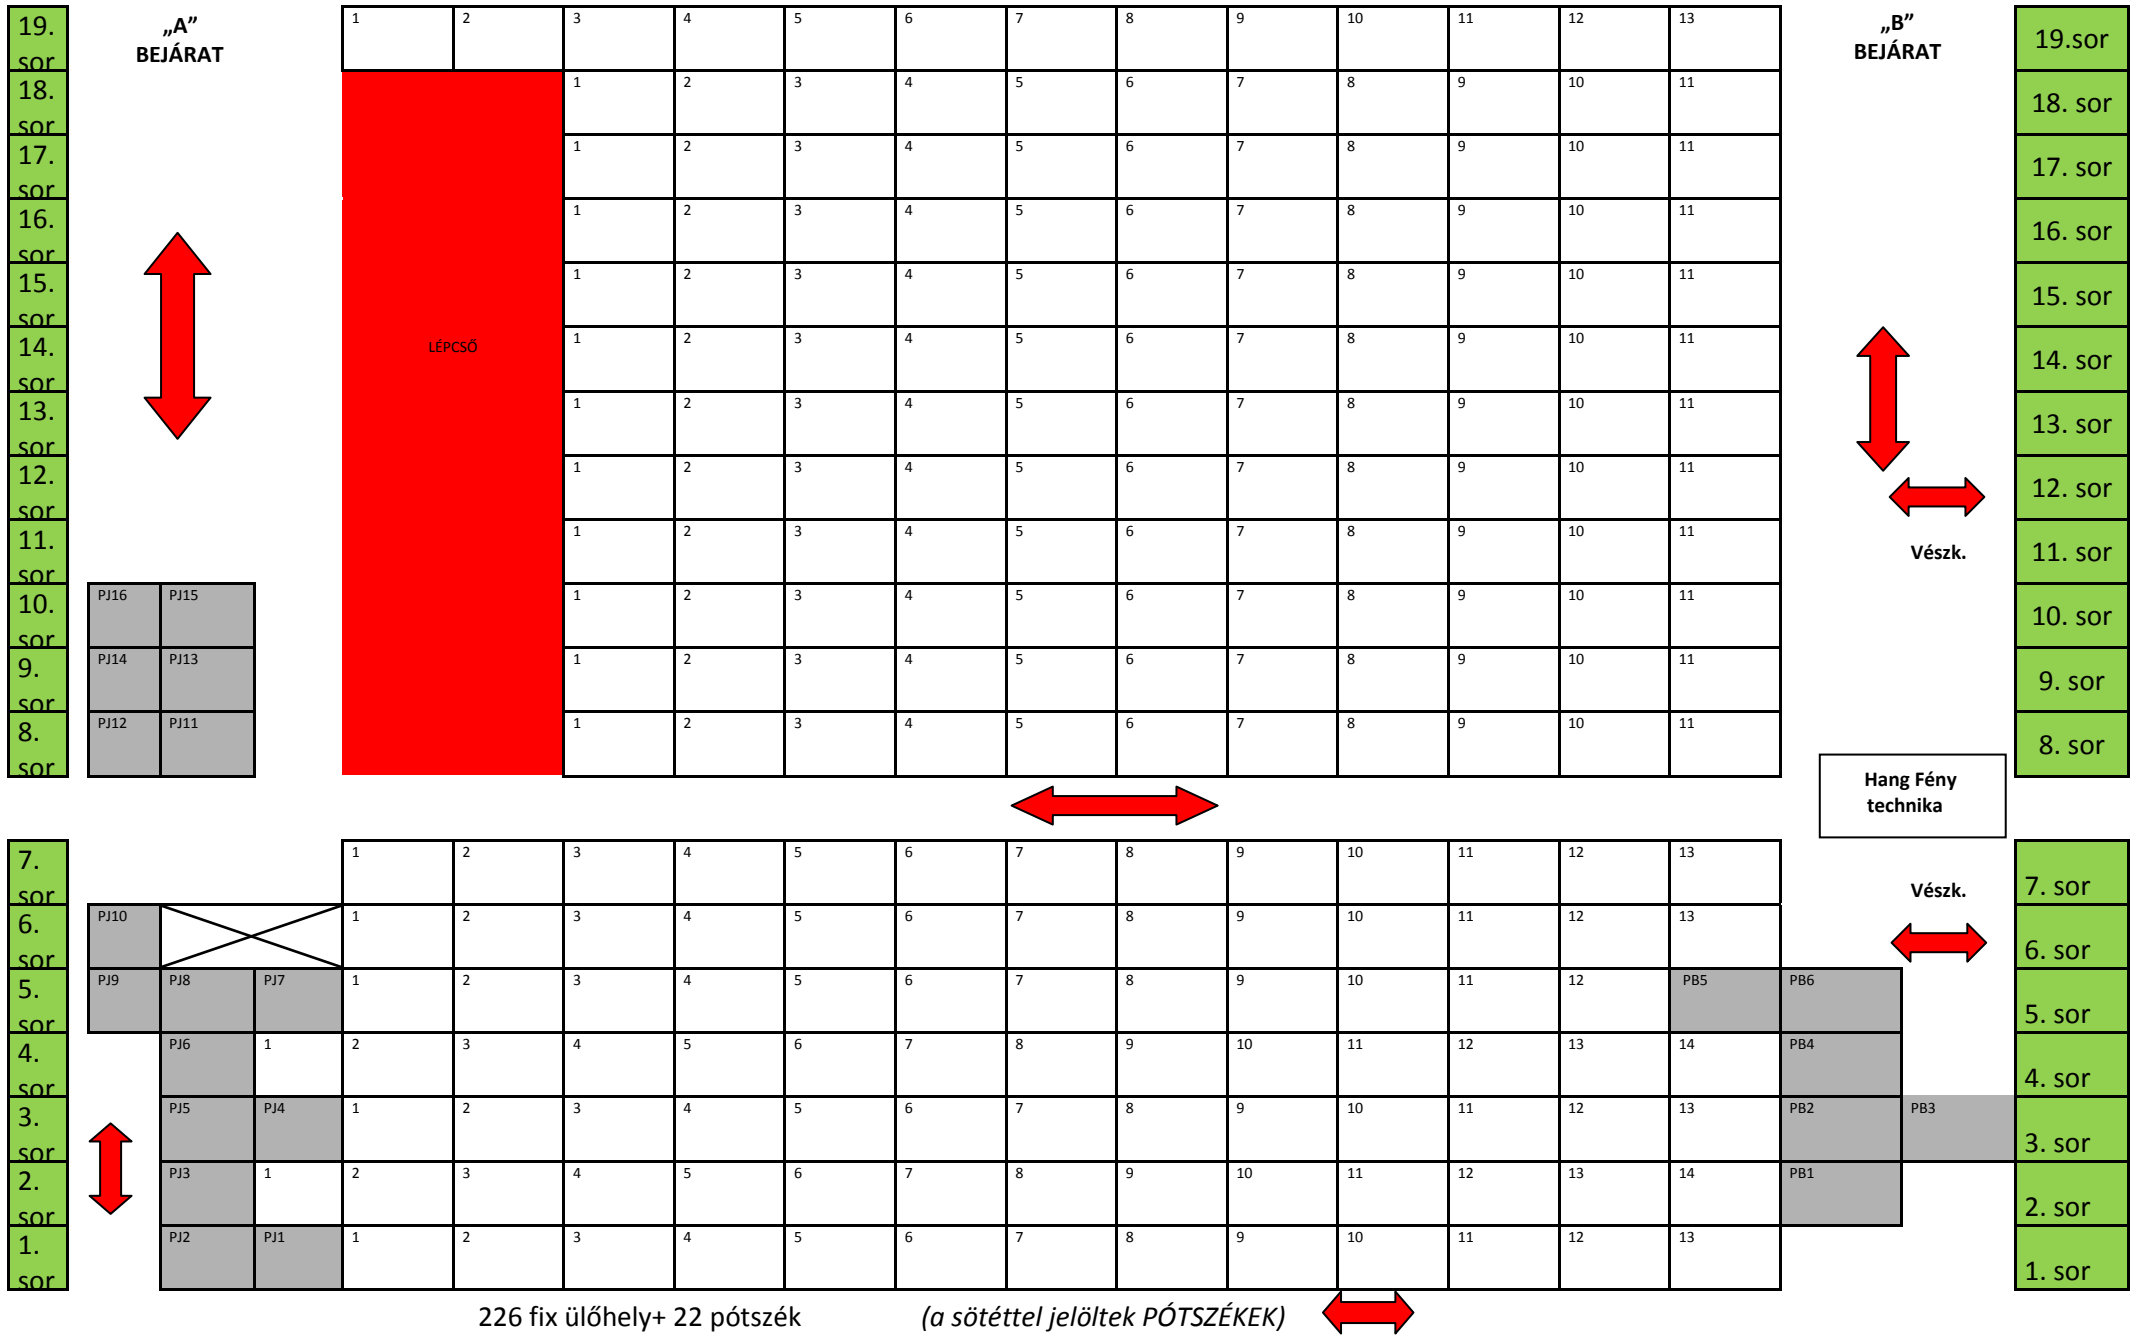 19. sor „A” BEJÁRAT 1 2 3 4 5 6 7 8 9 10 11 12 13 „B” BEJÁRAT 19.sor
18. sor 1 2 3 4 5 6 7 8 9 10 11 18. sor
17. sor 1 2 3 4 5 6 7 8 9 10 11 17. sor
16. sor 1 2 3 4 5 6 7 8 9 10 11 16. sor
15. sor 1 2 3 4 5 6 7 8 9 10 11 15. sor
14. sor LÉPCSŐ 1 2 3 4 5 6 7 8 9 10 11 14. sor
13. sor 1 2 3 4 5 6 7 8 9 10 11 13. sor
12. sor 1 2 3 4 5 6 7 8 9 10 11 12. sor
11. sor 1 2 3 4 5 6 7 8 9 10 11 Vészk. 11. sor
10. sor PJ16 PJ15 1 2 3 4 5 6 7 8 9 10 11 10. sor
9. sor PJ14 PJ13 1 2 3 4 5 6 7 8 9 10 11 9. sor
8. sor PJ12 PJ11 1 2 3 4 5 6 7 8 9 10 11 8. sor
Hang Fény
technika
7. sor 1 2 3 4 5 6 7 8 9 10 11 12 13 Vészk. 7. sor
6. sor PJ10 1 2 3 4 5 6 7 8 9 10 11 12 13 6. sor
5. sor PJ9 PJ8 PJ7 1 2 3 4 5 6 7 8 9 10 11 12 PB5 PB6 5. sor
4. sor PJ6 1 2 3 4 5 6 7 8 9 10 11 12 13 14 PB4 4. sor
3. sor PJ5 PJ4 1 2 3 4 5 6 7 8 9 10 11 12 13 PB2 PB3 3. sor
2. sor PJ3 1 2 3 4 5 6 7 8 9 10 11 12 13 14 PB1 2. sor
1. sor PJ2 PJ1 1 2 3 4 5 6 7 8 9 10 11 12 13 1. sor
226 fix ülőhely+ 22 pótszék (a sötéttel jelöltek PÓTSZÉKEK)